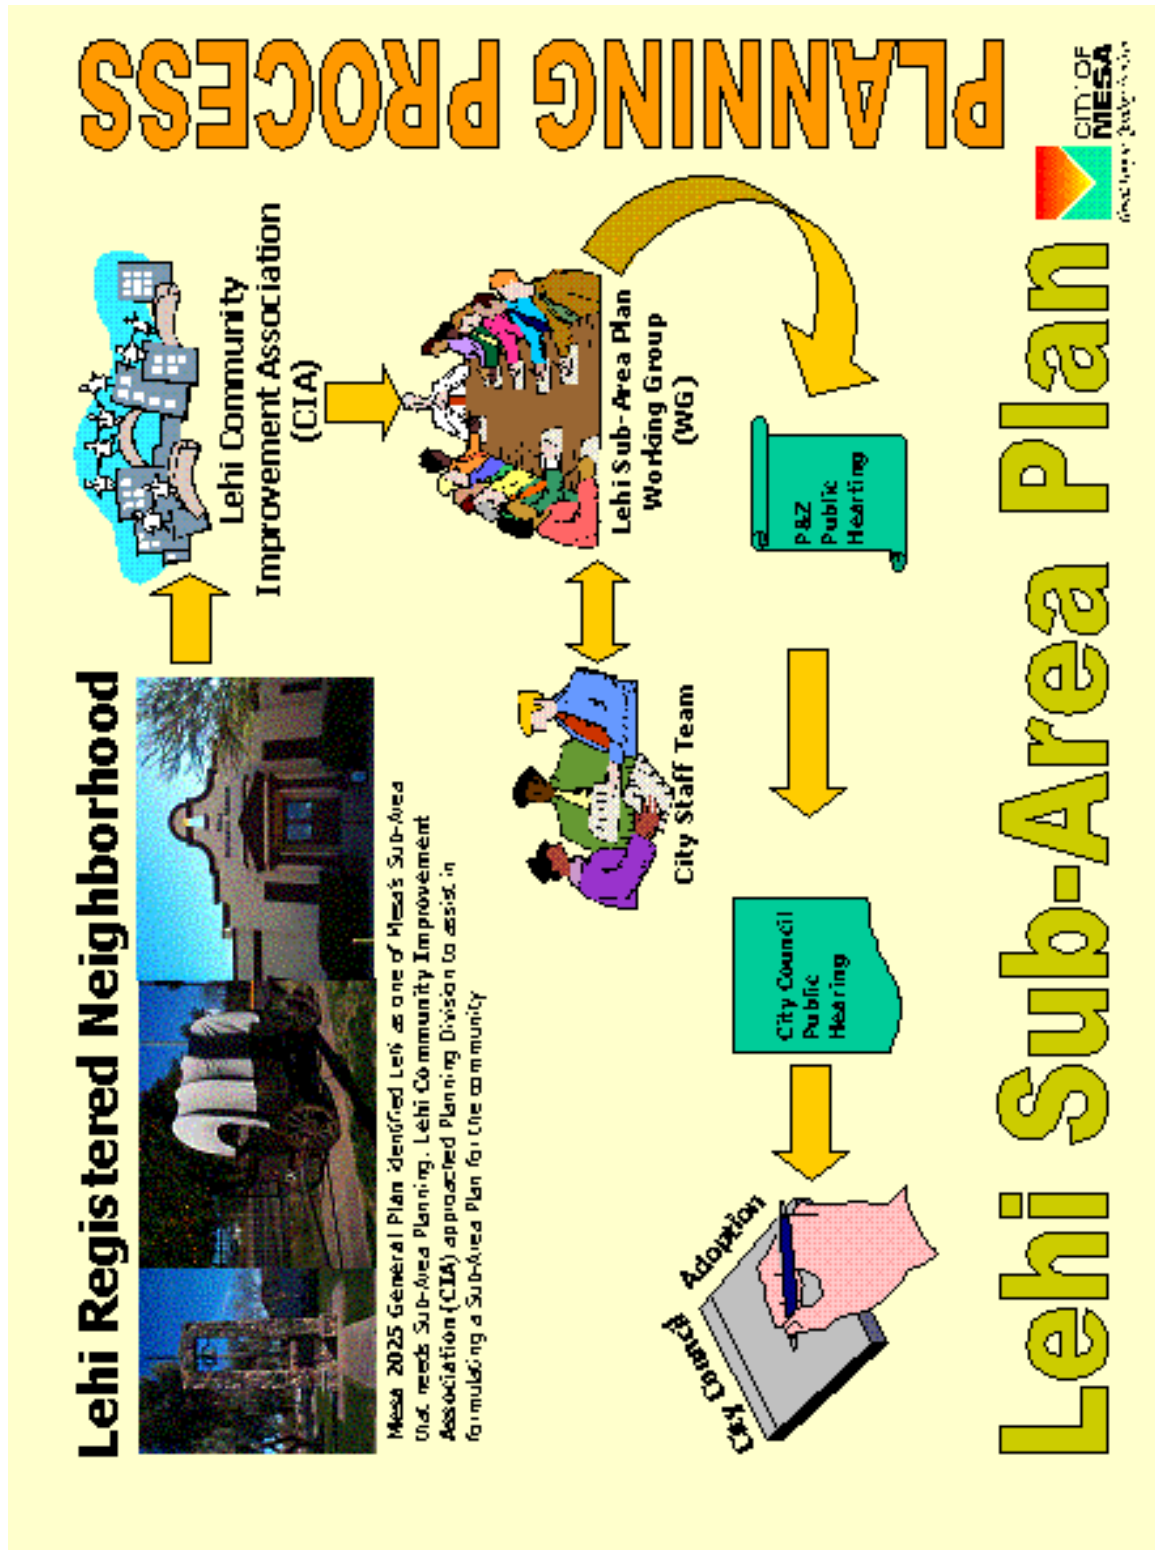 Lehi Registered Neighborhood
Mesa 2025 General Plan identified Lehi as one of Mesa's Sub-Area
that needs Sub-Area Planning. Lehi Community Improvement
Association (CIA) approached Planning Division to assist in
formulating a Sub-Area Plan for the community
Lehi Community
Improvement Association
(CIA)
PLANNING PROCESS
City Staff Team
Lehi Sub-Area Plan
Working Group
(WG)
City Council
Adoption
City Council
Public
Hearing
P&Z
Public
Hearting
Lehi Sub-Area Plan
CITY OF
MESA